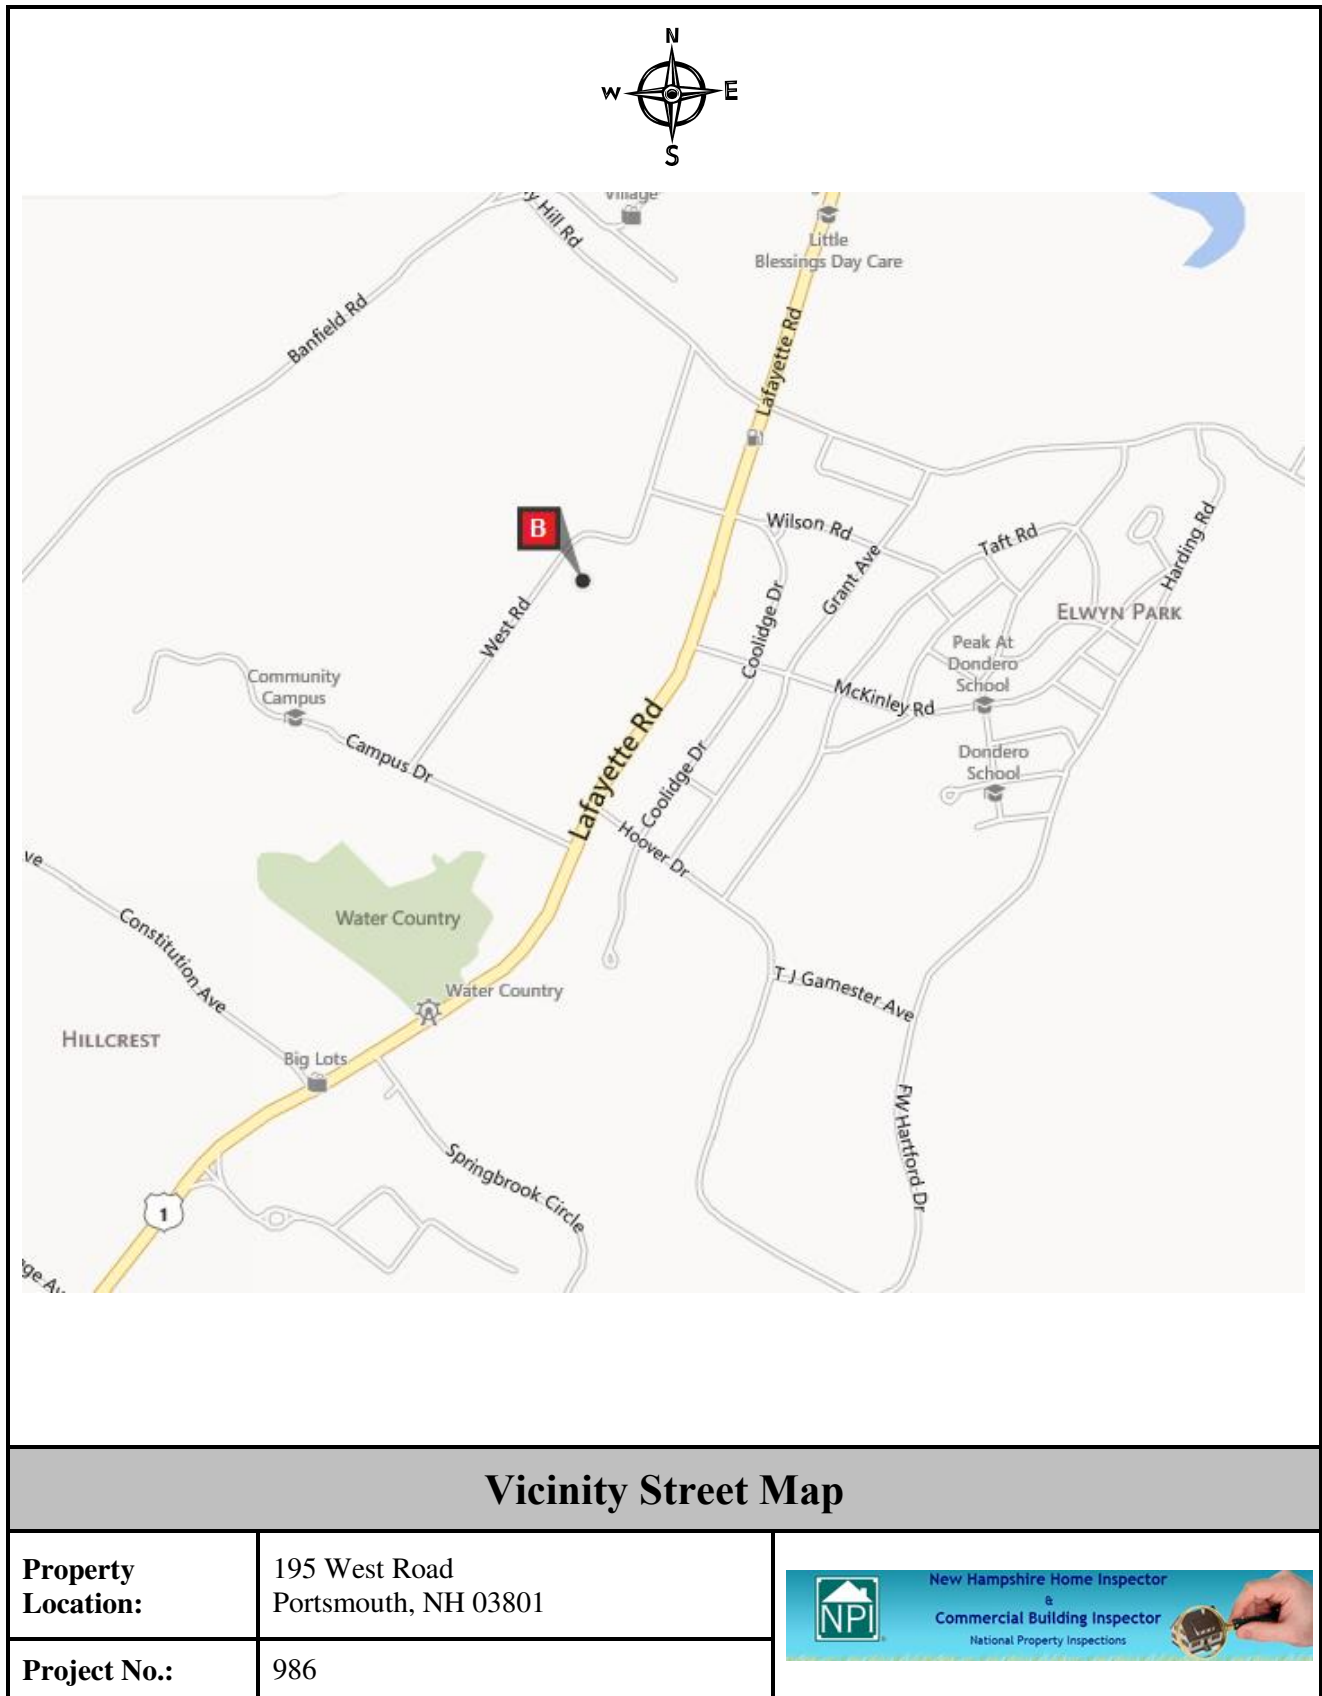 N
W
E
S
Village
y Hill Rd
Little
Blessings Day Care
Banfield Rd
Lafayette Rd
B
Wilson Rd
Taft Rd
Harding Rd
Grant Ave
Coolidge Dr
West Rd
ELWYN PARK
Peak At
Dondero
School
Community
Campus
McKinley Rd
Lafayette Rd
Campus Dr
Coolidge Dr
Dondero
School
Hoover Dr
ve
Water Country
Constitution Ave
T J Gamester Ave
Water Country
HILLCREST
Big Lots
FW Hartford Dr
Springbrook Circle
1
ge Av
Vicinity Street Map
Property
Location:
195 West Road
Portsmouth, NH 03801
NPI
New Hampshire Home Inspector
&
Commercial Building Inspector
National Property Inspections
Project No.:
986